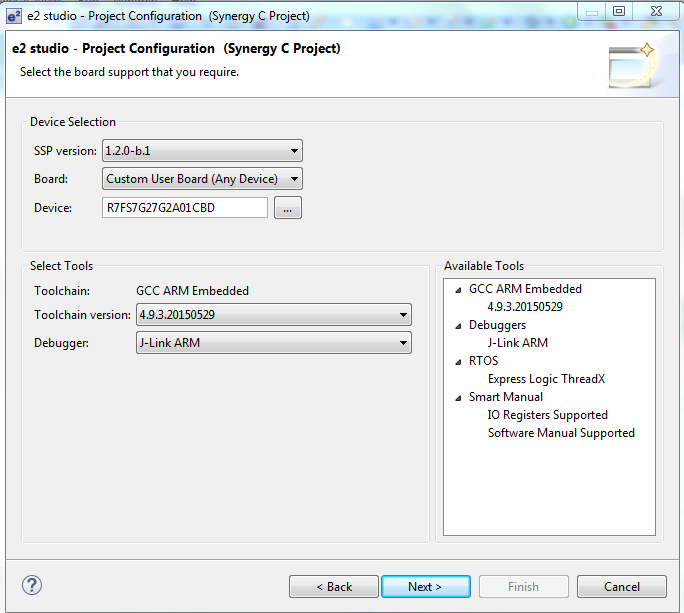 e2 studio - Project Configuration (Synergy C Project)
e2 studio - Project Configuration (Synergy C Project)
Select the board support that you require.
Device Selection
SSP version: 1.2.0-b.1
Board: Custom User Board (Any Device)
Device: R7FS7G27G2A01CBD ...
Select Tools
Toolchain: GCC ARM Embedded
Toolchain version: 4.9.3.20150529
Debugger: J-Link ARM
Available Tools
GCC ARM Embedded
4.9.3.20150529
Debuggers
J-Link ARM
RTOS
Express Logic ThreadX
Smart Manual
IO Registers Supported
Software Manual Supported
? < Back Next > Finish Cancel